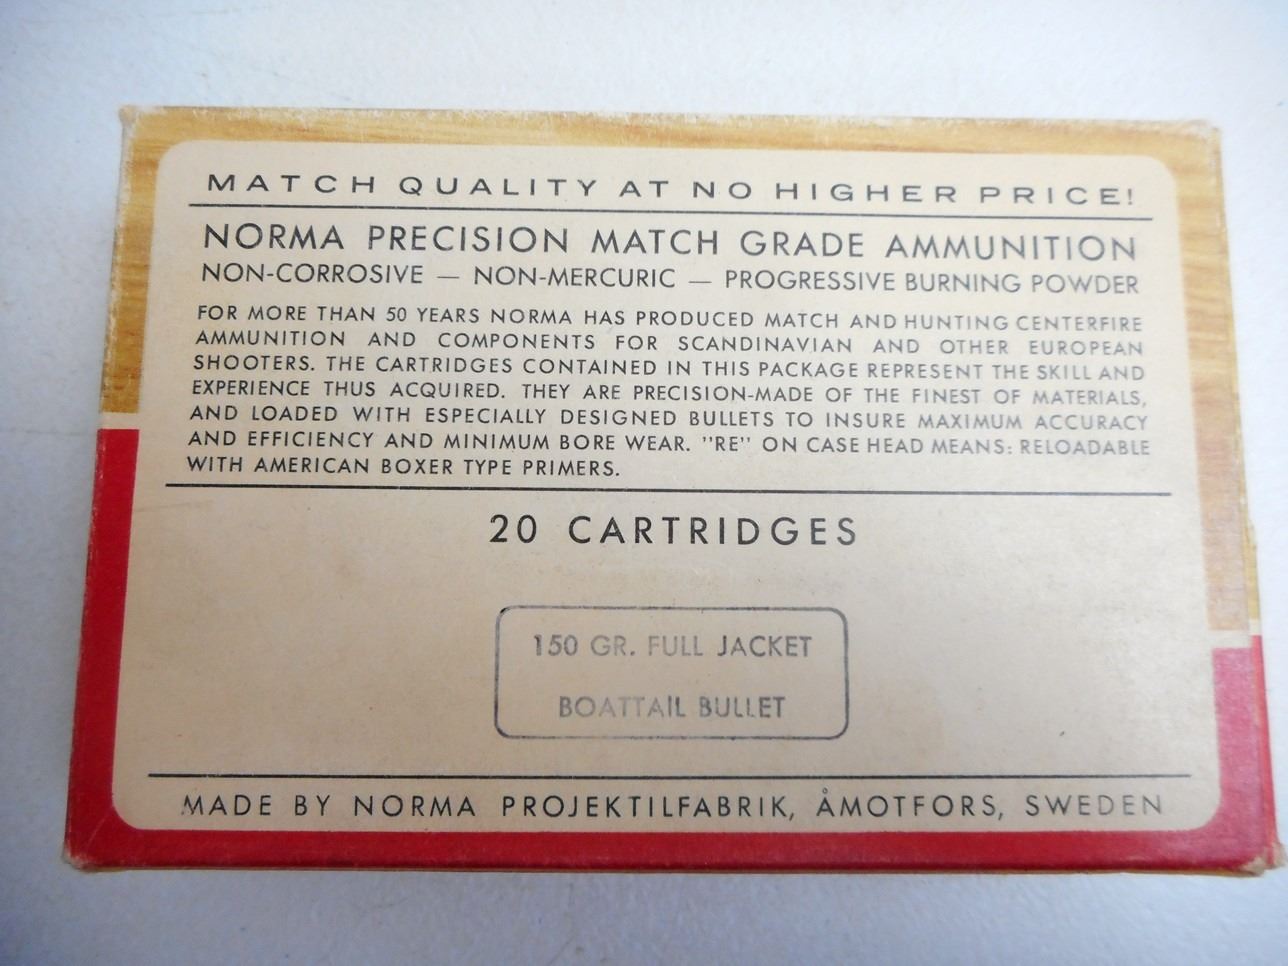 MATCH QUALITY AT NO HIGHER PRICE!
NORMA PRECISION MATCH GRADE AMMUNITION
NON-CORROSIVE — NON-MERCURIC — PROGRESSIVE BURNING POWDER
FOR MORE THAN 50 YEARS NORMA HAS PRODUCED MATCH AND HUNTING CENTERFIRE
AMMUNITION AND COMPONENTS FOR SCANDINAVIAN AND OTHER EUROPEAN
SHOOTERS. THE CARTRIDGES CONTAINED IN THIS PACKAGE REPRESENT THE SKILL AND
EXPERIENCE THUS ACQUIRED. THEY ARE PRECISION-MADE OF THE FINEST OF MATERIALS,
AND LOADED WITH ESPECIALLY DESIGNED BULLETS TO INSURE MAXIMUM ACCURACY
AND EFFICIENCY AND MINIMUM BORE WEAR. "RE" ON CASE HEAD MEANS: RELOADABLE
WITH AMERICAN BOXER TYPE PRIMERS.
20 CARTRIDGES
150 GR. FULL JACKET
BOATTAIL BULLET
MADE BY NORMA PROJEKTILFABRIK, ÅMOTFORS, SWEDEN